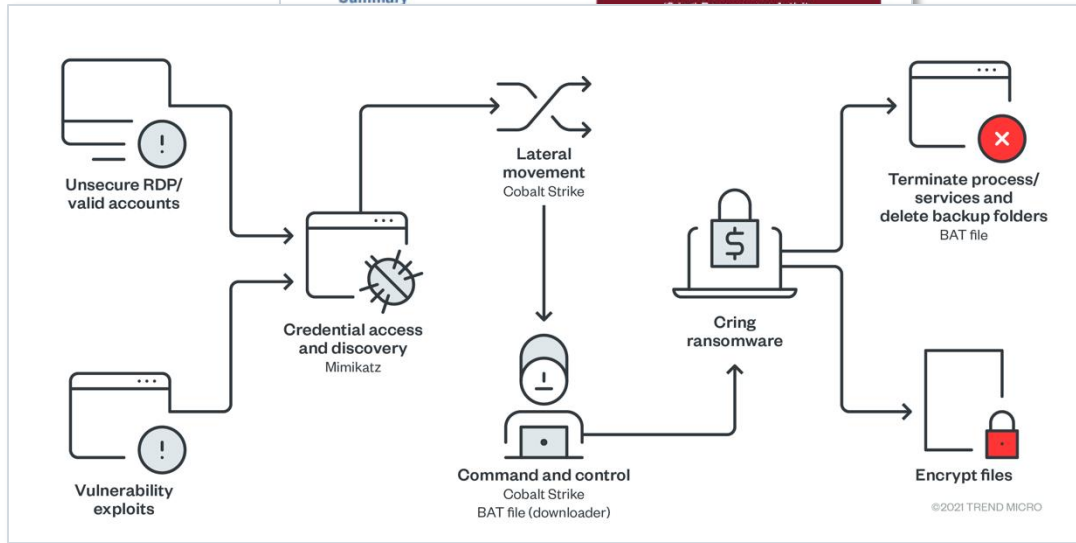 Summary
Unsecure RDP/
valid accounts
Vulnerability
exploits
Credential access
and discovery
Mimikatz
Lateral
movement
Cobalt Strike
Command and control
Cobalt Strike
BAT file (downloader)
$
Cring
ransomware
Terminate process/
services and
delete backup folders
BAT file
Encrypt files
©2021 TREND MICRO